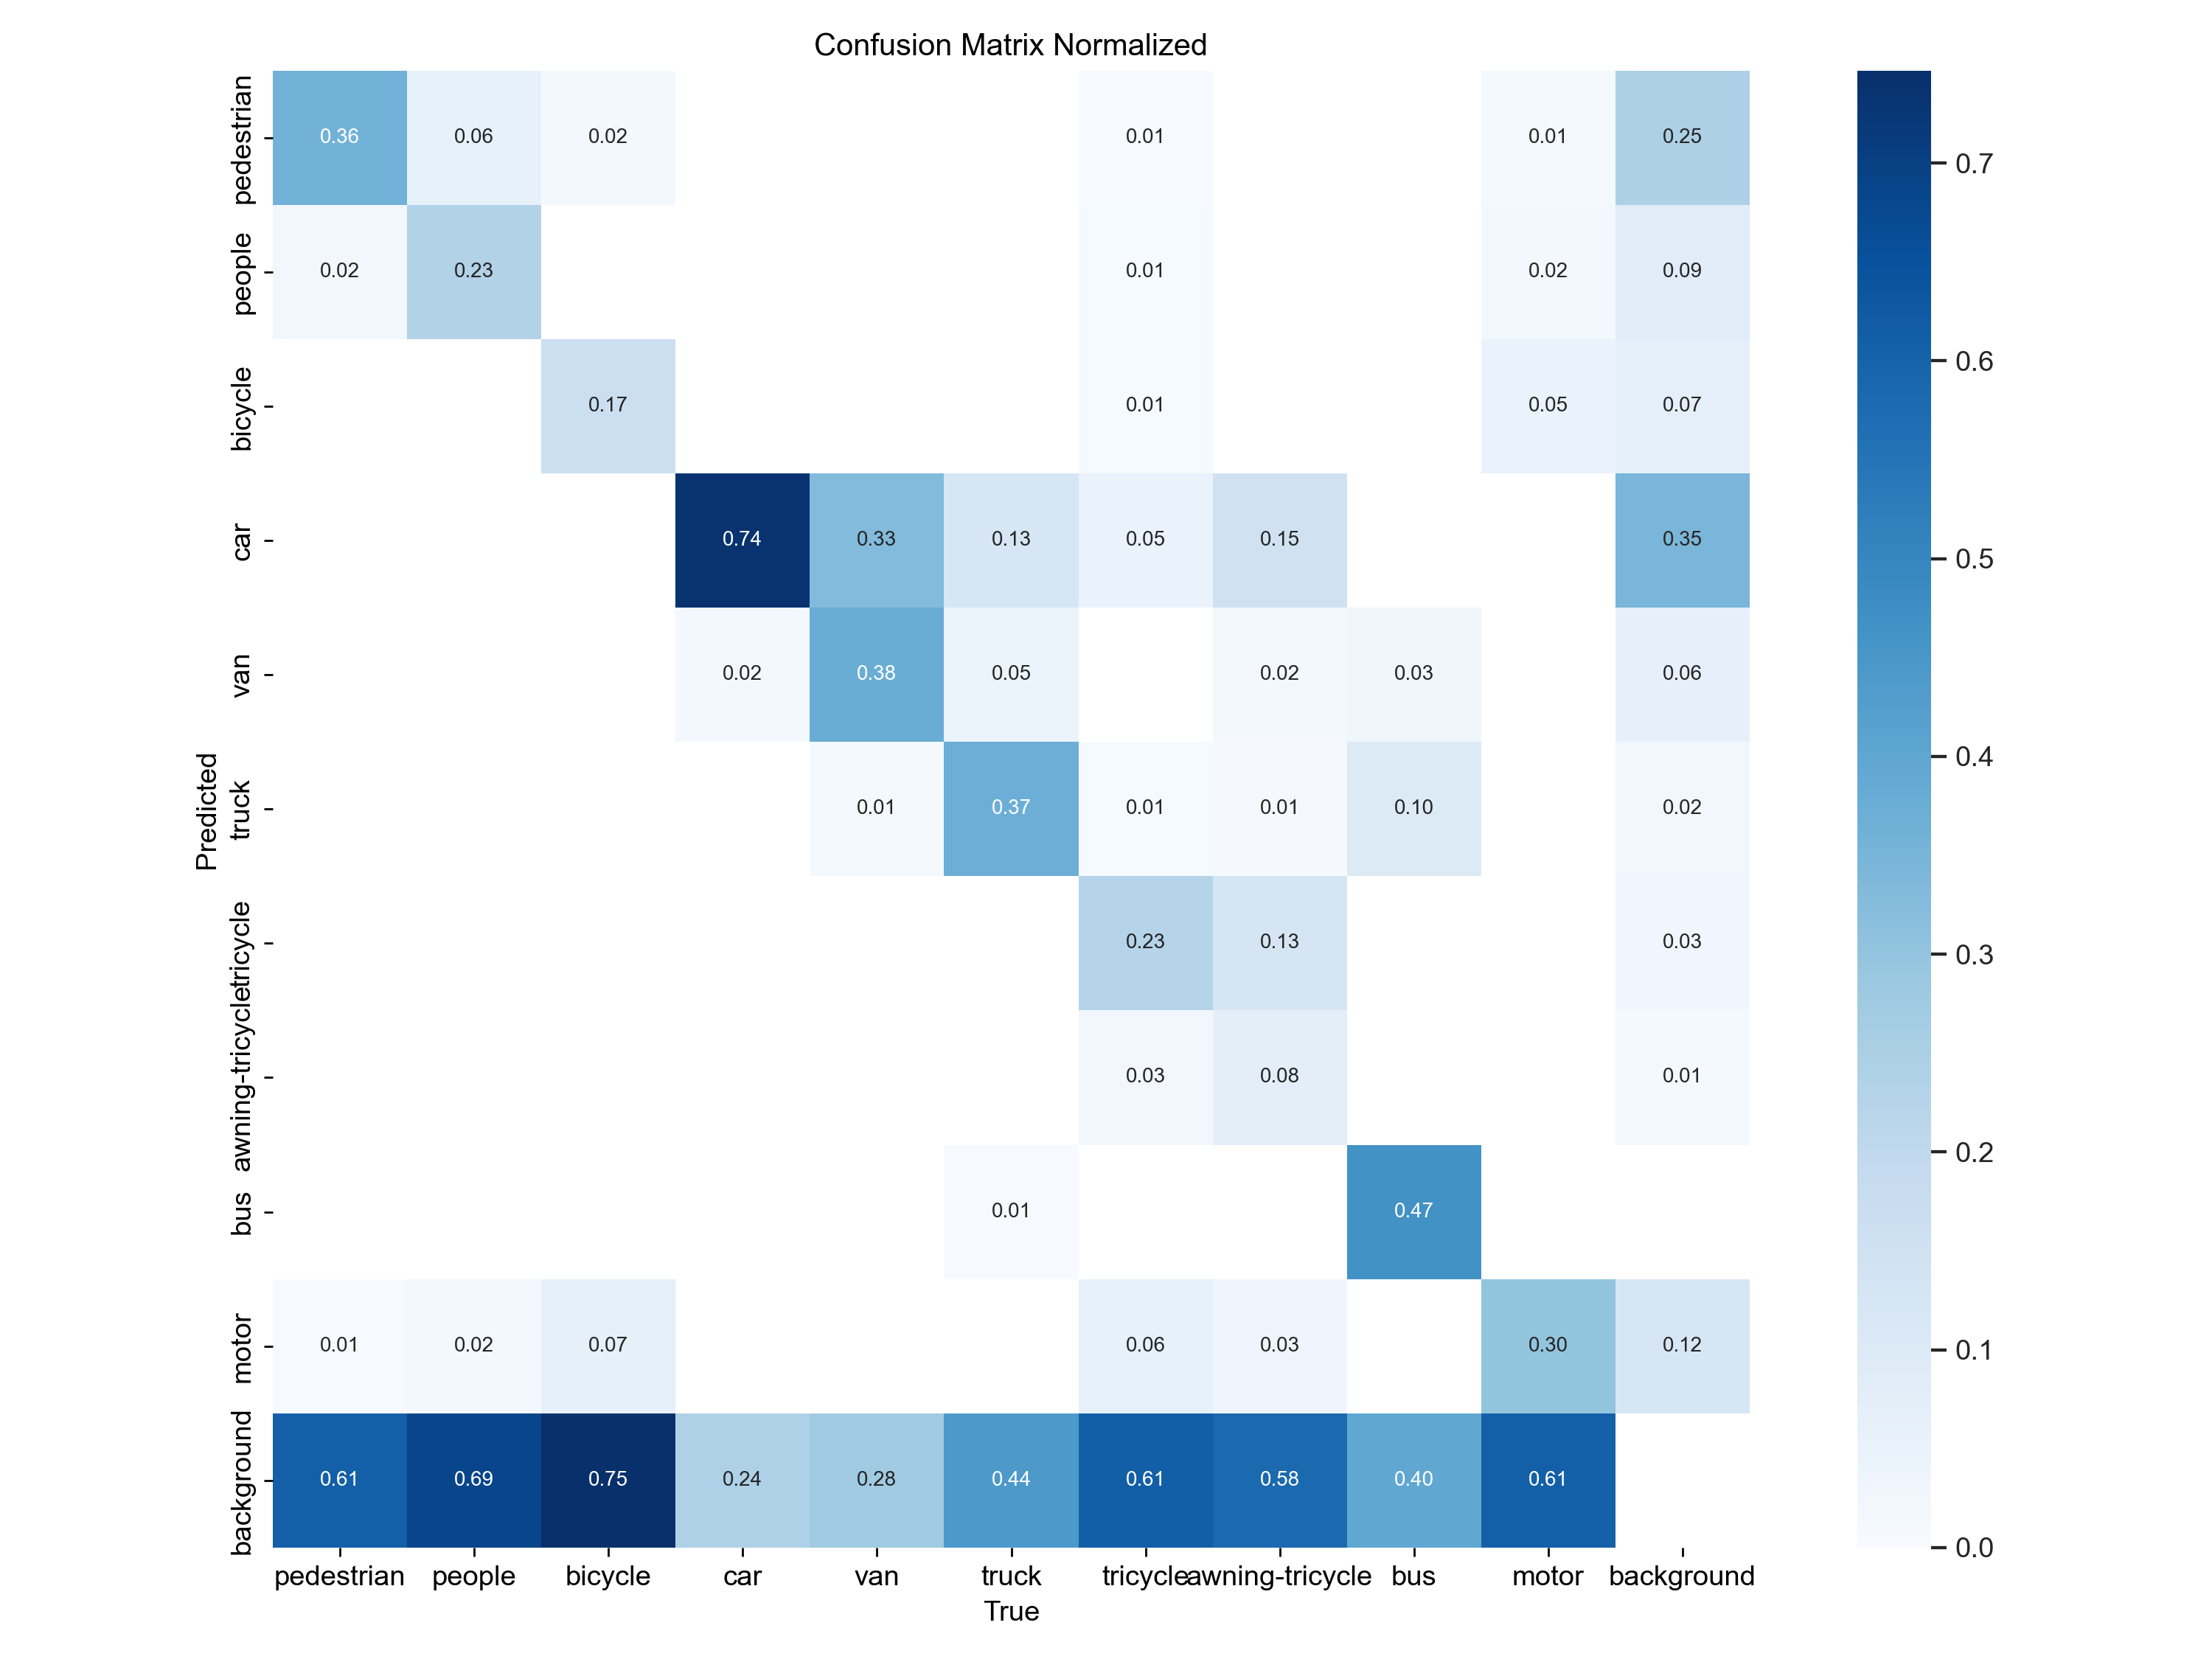 Confusion Matrix Normalized
pedestrian 0.36 0.06 0.02 0.01 0.01 0.25
people 0.02 0.23 0.01 0.02 0.09
bicycle 0.17 0.01 0.05 0.07
car 0.74 0.33 0.13 0.05 0.15 0.35
van 0.02 0.38 0.05 0.02 0.03 0.06
truck 0.01 0.37 0.01 0.01 0.10 0.02
tricycle 0.23 0.13 0.03
awning-tricycle 0.03 0.08 0.01
bus 0.01 0.47
motor 0.01 0.02 0.07 0.06 0.03 0.30 0.12
background 0.61 0.69 0.75 0.24 0.28 0.44 0.61 0.58 0.40 0.61
Predicted
pedestrian people bicycle car van truck tricycle awning-tricycle bus motor background
True
0.7
0.6
0.5
0.4
0.3
0.2
0.1
0.0